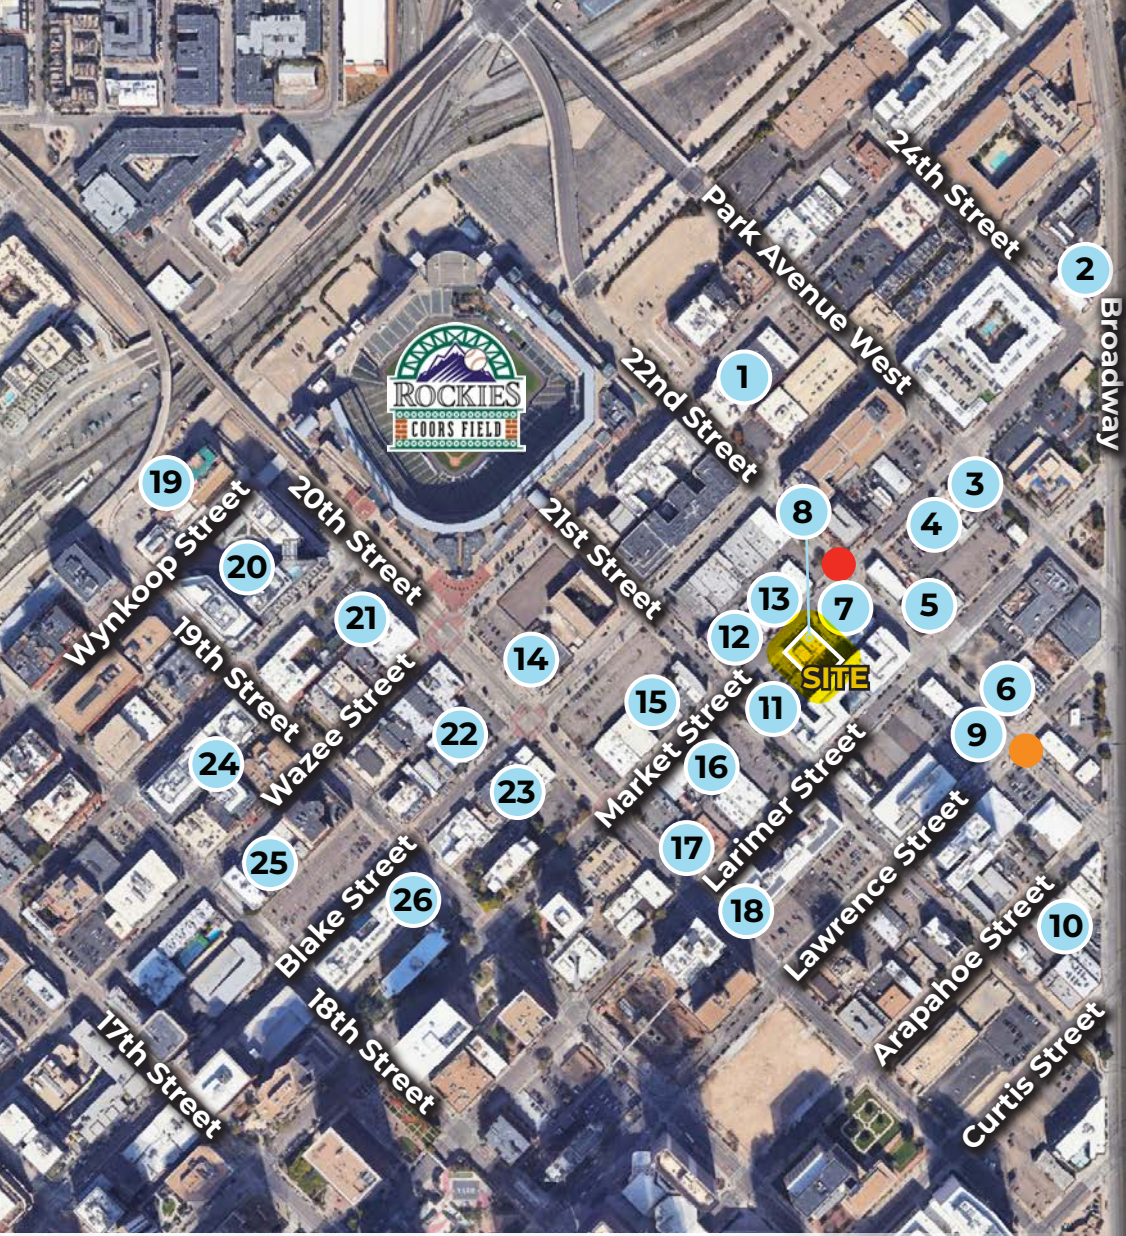 24th Street
Park Avenue West
2
Broadway
ROCKIES
COORS FIELD
22nd Street
1
19
3
8
4
20th Street
21st Street
Wynkoop Street
20
13
7
5
21
12
19th Street
14
SITE
6
15
11
22
9
Wazee Street
Market Street
16
24
23
Larimer Street
17
25
Blake Street
26
18
Lawrence Street
10
Arapahoe Street
18th Street
17th Street
Curtis Street